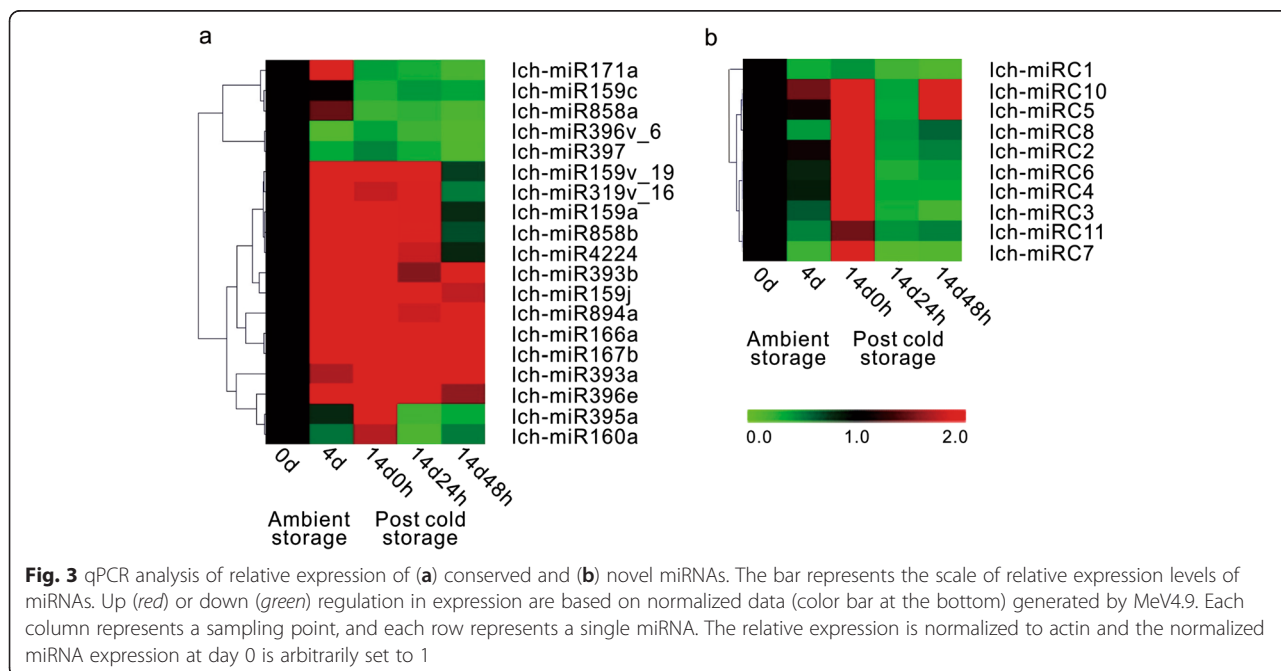 a
lch-miR171a
lch-miR159c
lch-miR858a
lch-miR396v_6
lch-miR397
lch-miR159v_19
lch-miR319v_16
lch-miR159a
lch-miR858b
lch-miR4224
lch-miR393b
lch-miR159j
lch-miR894a
lch-miR166a
lch-miR167b
lch-miR393a
lch-miR396e
lch-miR395a
lch-miR160a
0d 4d 14d0h 14d24h 14d48h
Ambient Post cold
storage storage
b
lch-miRC1
lch-miRC10
lch-miRC5
lch-miRC8
lch-miRC2
lch-miRC6
lch-miRC4
lch-miRC3
lch-miRC11
lch-miRC7
0d 4d 14d0h 14d24h 14d48h
Ambient Post cold
storage storage
0.0 1.0 2.0
Fig. 3 qPCR analysis of relative expression of (a) conserved and (b) novel miRNAs. The bar represents the scale of relative expression levels of
miRNAs. Up (red) or down (green) regulation in expression are based on normalized data (color bar at the bottom) generated by MeV4.9. Each
column represents a sampling point, and each row represents a single miRNA. The relative expression is normalized to actin and the normalized
miRNA expression at day 0 is arbitrarily set to 1